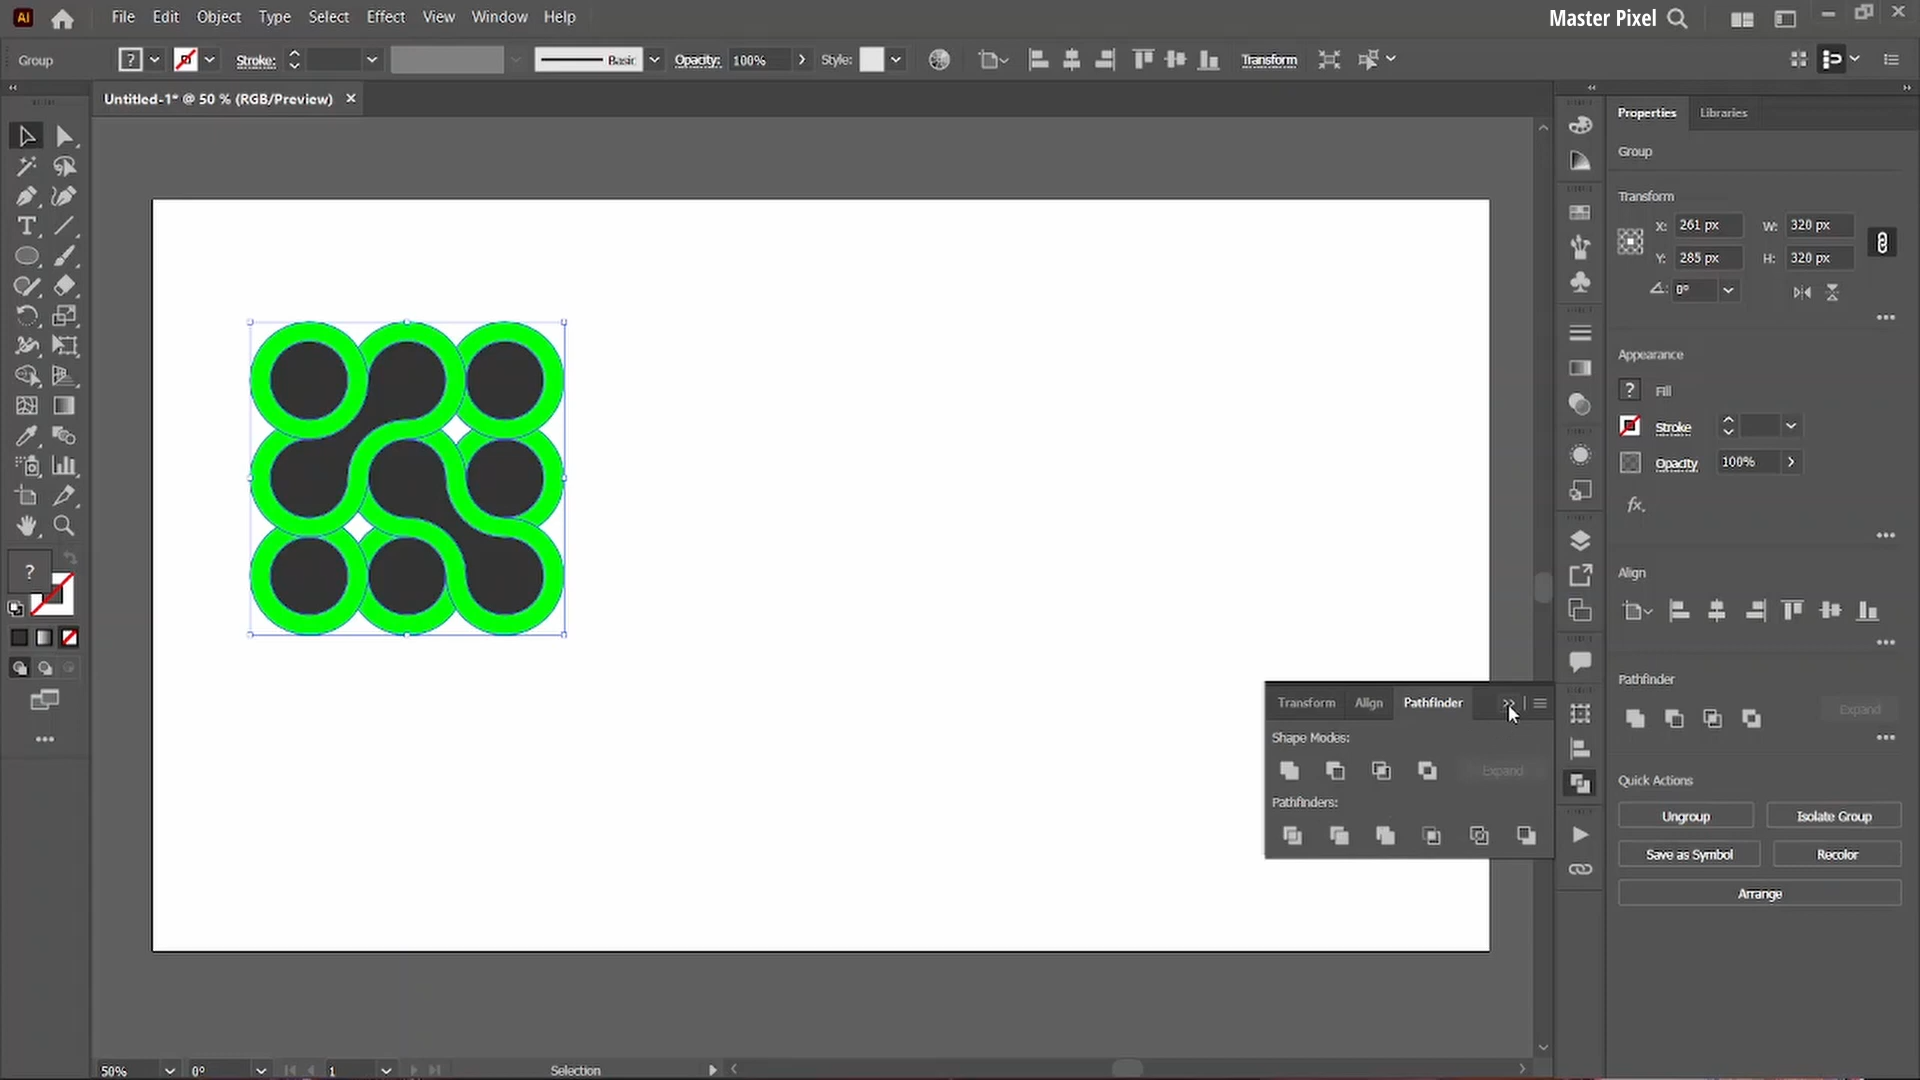 Ai File Edit Object Type Select Effect View Window Help Master Pixel
Group ? Stroke: Basic Opacity: 100% Style: Transform
Untitled-1* @ 50 % (RGB/Preview)
Properties Libraries
Group
Transform
X: 261 px W: 320 px
Y: 285 px H: 320 px
0°
Appearance
? Fill
Stroke
Opacity 100%
fx.
Align
Pathfinder
Expand
Quick Actions
Ungroup Isolate Group
Save as Symbol Recolor
Arrange
Transform Align Pathfinder
Shape Modes:
Expand
Pathfinders:
T
?
50% 0° 1 Selection